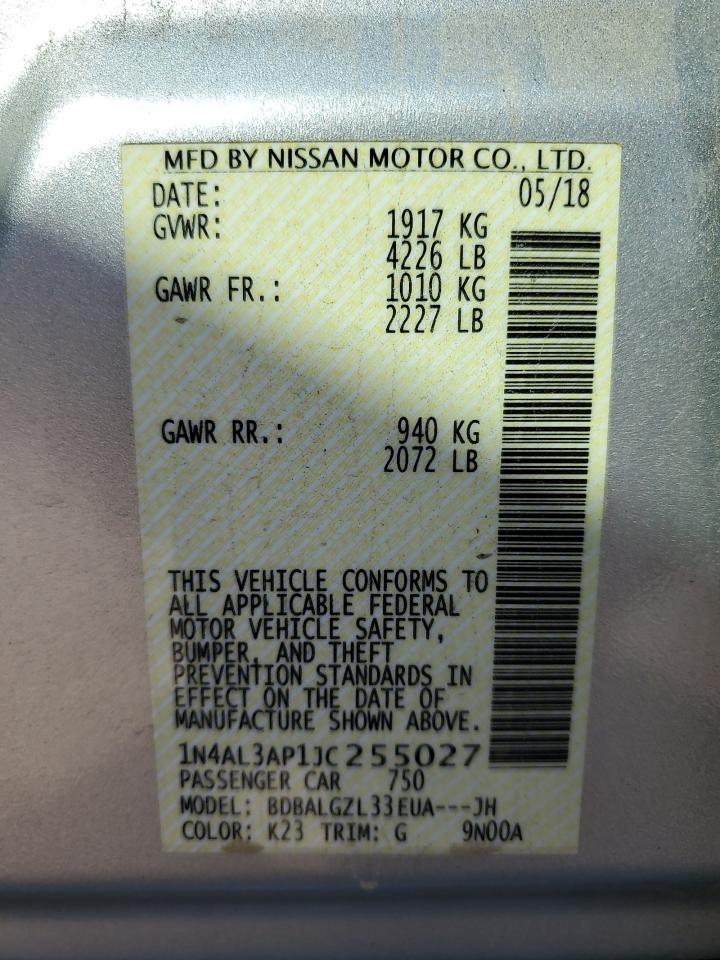 MFD BY NISSAN MOTOR CO., LTD.
DATE: 05/18
GVWR: 1917 KG
4226 LB
GAWR FR.: 1010 KG
2227 LB
GAWR RR.: 940 KG
2072 LB
THIS VEHICLE CONFORMS TO
ALL APPLICABLE FEDERAL
MOTOR VEHICLE SAFETY,
BUMPER, AND THEFT
PREVENTION STANDARDS IN
EFFECT ON THE DATE OF
MANUFACTURE SHOWN ABOVE.
1N4AL3AP1JC255027
PASSENGER CAR 750
MODEL: BDBALGZL33EUA---JH
COLOR: K23 TRIM: G 9N00A